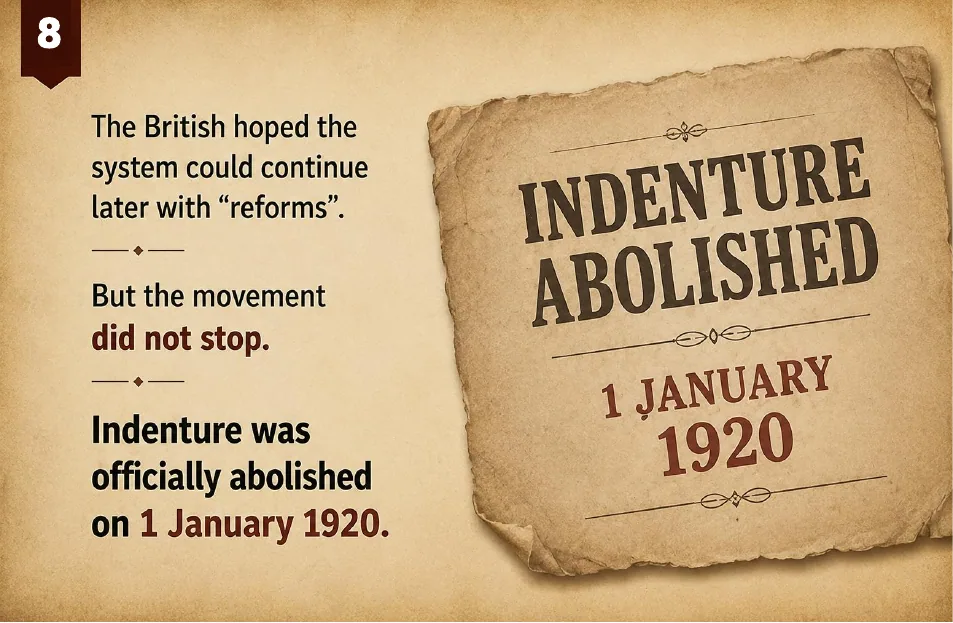 8
The British hoped the
system could continue
later with “reforms”.
But the movement
did not stop.
Indenture was
officially abolished
on 1 January 1920.
INDENTURE
ABOLISHED
1 JANUARY
1920